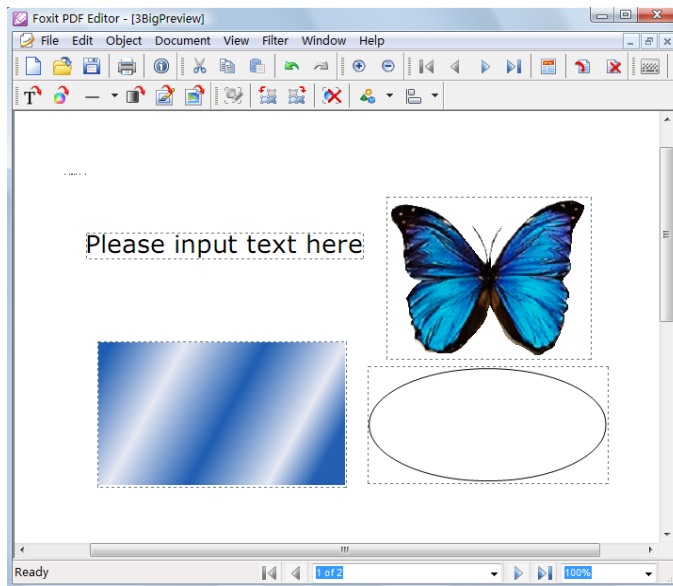 Foxit PDF Editor - [3BigPreview]
File Edit Object Document View Filter Window Help
Please input text here
Ready 1 of 2 100%